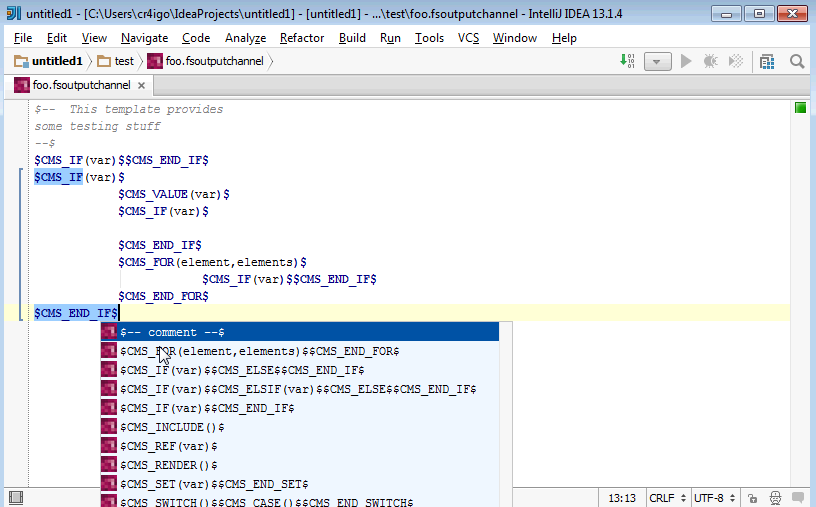 untitled1 - [C:\Users\cr4igo\IdeaProjects\untitled1] - [untitled1] - ...\test\foo.fsoutputchannel - IntelliJ IDEA 13.1.4
File Edit View Navigate Code Analyze Refactor Build Run Tools VCS Window Help
untitled1 test foo.fsoutputchannel
foo.fsoutputchannel
$-- This template provides
some testing stuff
--$
$CMS_IF(var)$$CMS_END_IF$
$CMS_IF(var)$
$CMS_VALUE(var)$
$CMS_IF(var)$
$CMS_END_IF$
$CMS_FOR(element,elements)$
$CMS_IF(var)$$CMS_END_IF$
$CMS_END_FOR$
$CMS_END_IF$
$-- comment --$
$CMS_FOR(element,elements)$$CMS_END_FOR$
$CMS_IF(var)$$CMS_ELSE$$CMS_END_IF$
$CMS_IF(var)$$CMS_ELSIF(var)$$CMS_ELSE$$CMS_END_IF$
$CMS_IF(var)$$CMS_END_IF$
$CMS_INCLUDE()$
$CMS_REF(var)$
$CMS_RENDER()$
$CMS_SET(var)$$CMS_END_SET$
$CMS_SWITCH()$$CMS_CASE()$$CMS_END_SWITCH$
13:13 CRLF UTF-8